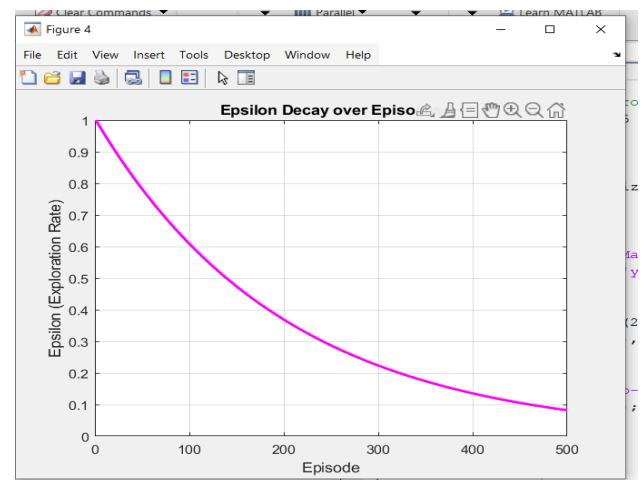 Clear Commands
Parallel
Learn MATLAB
Figure 4
File Edit View Insert Tools Desktop Window Help
Epsilon Decay over Episo
1
0.9
0.8
0.7
0.6
0.5
0.4
0.3
0.2
0.1
0
Epsilon (Exploration Rate)
0 100 200 300 400 500
Episode